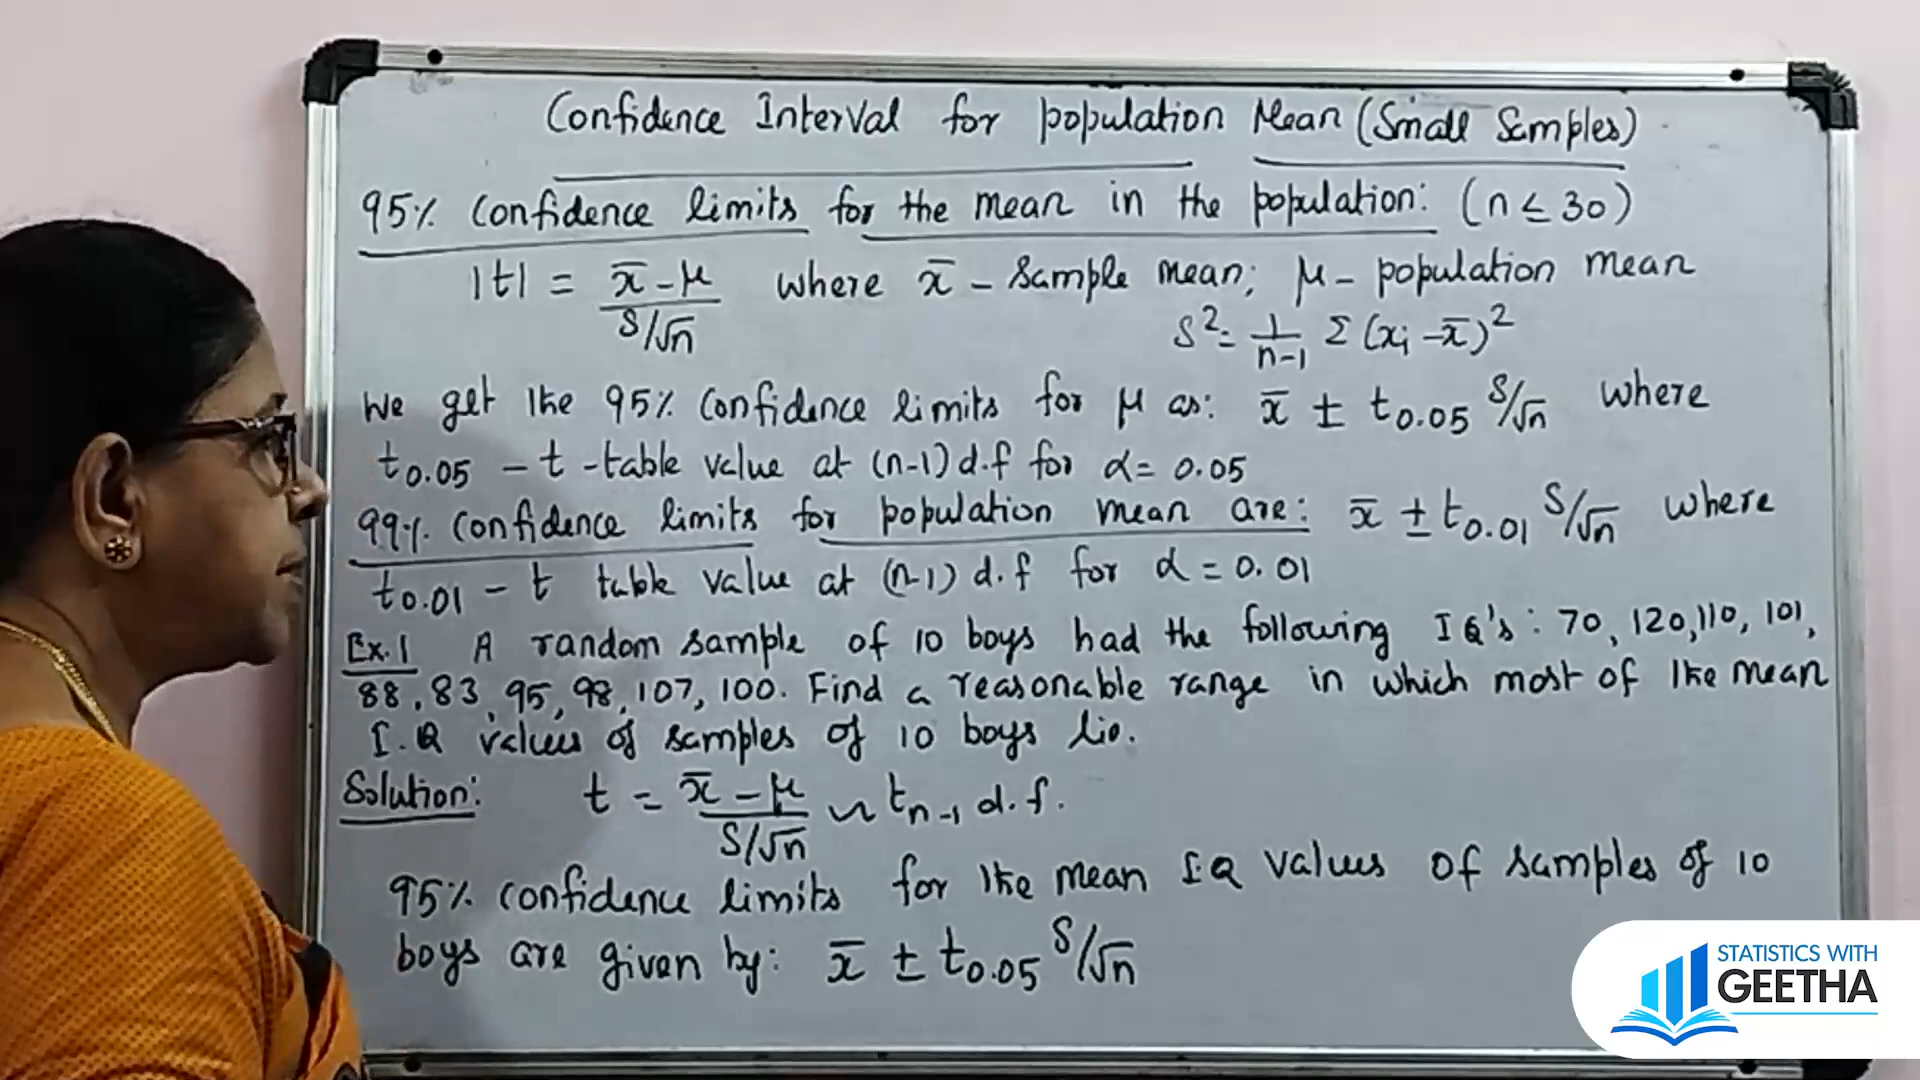 Confidence Interval for population Mean (Small Samples)
95% Confidence limits for the mean in the population: (n ≤ 30)
|t| = x̄ - μ / S/√n where x̄ - sample mean; μ - population mean
S² = 1/n-1 Σ (xi - x̄)²
We get the 95% Confidence limits for μ as: x̄ ± t0.05 S/√n where
t0.05 - t - table value at (n-1) d.f for α = 0.05
99% Confidence limits for population mean are: x̄ ± t0.01 S/√n where
t0.01 - t table value at (n-1) d.f for α = 0.01
Ex.1 A random sample of 10 boys had the following I Q's: 70, 120, 110, 101,
88, 83, 95, 98, 107, 100. Find a reasonable range in which most of the mean
I.Q values of samples of 10 boys lie.
Solution: t = x̄ - μ / S/√n ~ tn-1 d.f.
95% confidence limits for the mean I.Q values of samples of 10
boys are given by: x̄ ± t0.05 S/√n
STATISTICS WITH
GEETHA